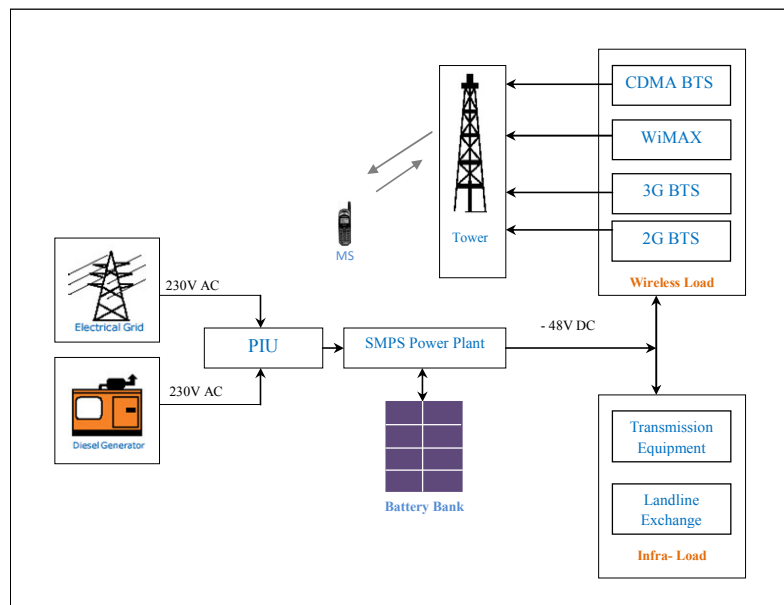 CDMA BTS
WiMAX
3G BTS
2G BTS
Wireless Load
Tower
MS
230V AC
Electrical Grid
PIU
SMPS Power Plant
- 48V DC
230V AC
Diesel Generator
Battery Bank
Transmission
Equipment
Landline
Exchange
Infra- Load